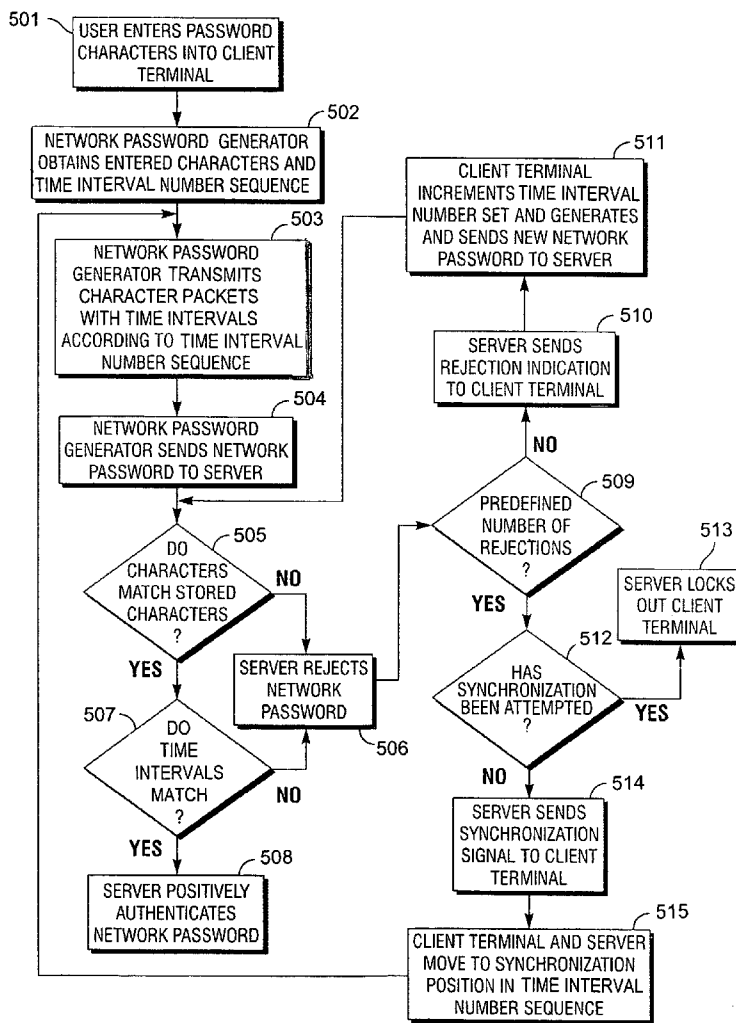 501
USER ENTERS PASSWORD
CHARACTERS INTO CLIENT
TERMINAL
502
NETWORK PASSWORD GENERATOR
OBTAINS ENTERED CHARACTERS AND
TIME INTERVAL NUMBER SEQUENCE
503
NETWORK PASSWORD
GENERATOR TRANSMITS
CHARACTER PACKETS
WITH TIME INTERVALS
ACCORDING TO TIME INTERVAL
NUMBER SEQUENCE
504
NETWORK PASSWORD
GENERATOR SENDS NETWORK
PASSWORD TO SERVER
505
DO
CHARACTERS
MATCH STORED
CHARACTERS
?
NO
YES
SERVER REJECTS
NETWORK
PASSWORD
506
507
DO
TIME
INTERVALS
MATCH
?
NO
YES
508
SERVER POSITIVELY
AUTHENTICATES
NETWORK PASSWORD
511
CLIENT TERMINAL
INCREMENTS TIME INTERVAL
NUMBER SET AND GENERATES
AND SENDS NEW NETWORK
PASSWORD TO SERVER
510
SERVER SENDS
REJECTION INDICATION
TO CLIENT TERMINAL
NO
509
PREDEFINED
NUMBER OF
REJECTIONS
?
YES
513
SERVER LOCKS
OUT CLIENT
TERMINAL
512
HAS
SYNCHRONIZATION
BEEN ATTEMPTED
?
YES
NO
514
SERVER SENDS
SYNCHRONIZATION
SIGNAL TO CLIENT
TERMINAL
515
CLIENT TERMINAL AND SERVER
MOVE TO SYNCHRONIZATION
POSITION IN TIME INTERVAL
NUMBER SEQUENCE